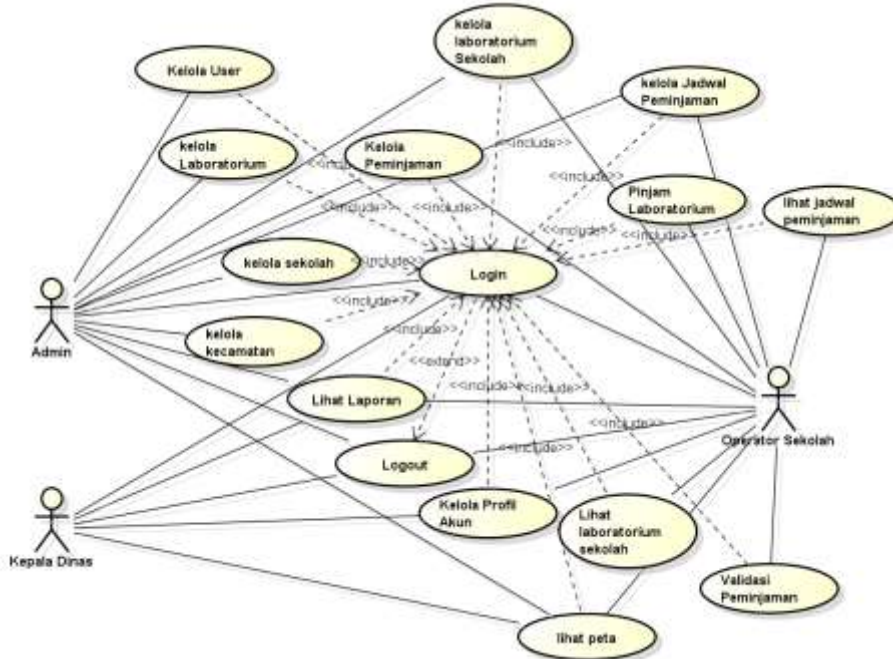 kelola
laboratorium
Sekolah
Kelola User
kelola Jadwal
Peminjaman
kelola
Laboratorium
Kelola
Peminjaman
<<include>>
<<include>>
Pinjam
Laboratorium
lihat jadwal
peminjaman
<<include>>
<<include>>
<<include>>
<<include>>
<<include>>
kelola sekolah
<<include>>
Login
<<include>>
Admin
kelola
kecamatan
<<include>>
<<extend>>
<<include>>
<<include>>
Lihat Laporan
<<include>>
Operator Sekolah
Logout
<<include>>
Kelola Profil
Akun
Lihat
laboratorium
sekolah
Kepala Dinas
Validasi
Peminjaman
lihat peta